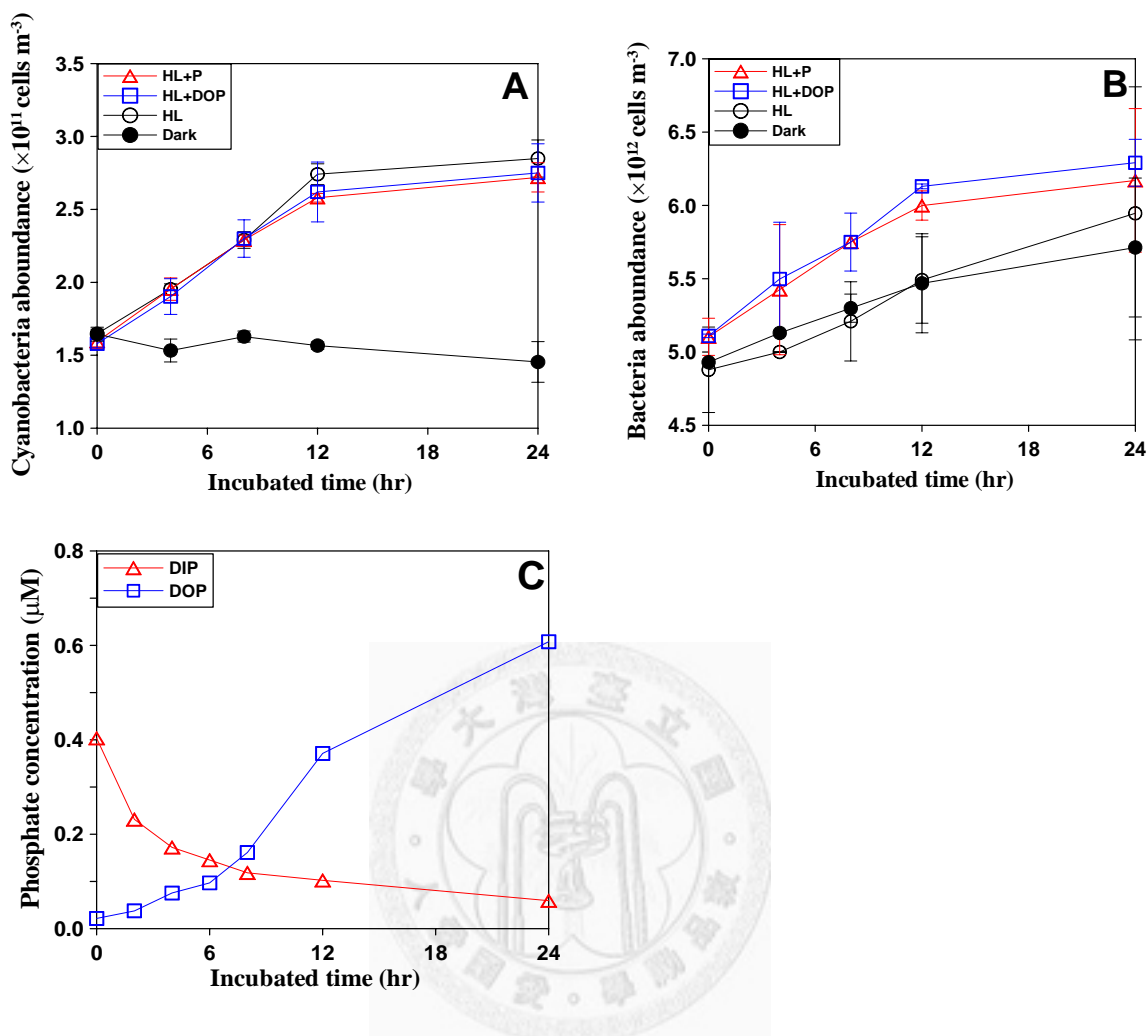 Cyanobacteria aboundance (×10¹¹ cells m⁻³)
3.5
3.0
2.5
2.0
1.5
1.0
HL+P
HL+DOP
HL
Dark
A
0 6 12 18 24
Incubated time (hr)
Bacteria aboundance (×10¹² cells m⁻³)
7.0
6.5
6.0
5.5
5.0
4.5
HL+P
HL+DOP
HL
Dark
B
0 6 12 18 24
Incubated time (hr)
Phosphate concentration (μM)
0.8
0.6
0.4
0.2
0.0
DIP
DOP
C
0 6 12 18 24
Incubated time (hr)